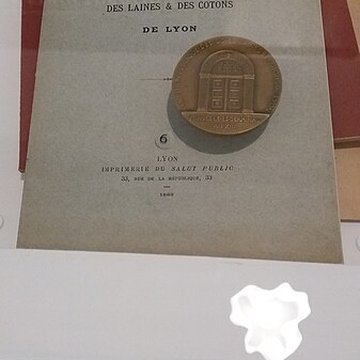 DES LAINES & DES COTONS
DE LYON
6
LYON
IMPRIMERIE DU SALUT PUBLIC
33, RUE DE LA RÉPUBLIQUE, 33